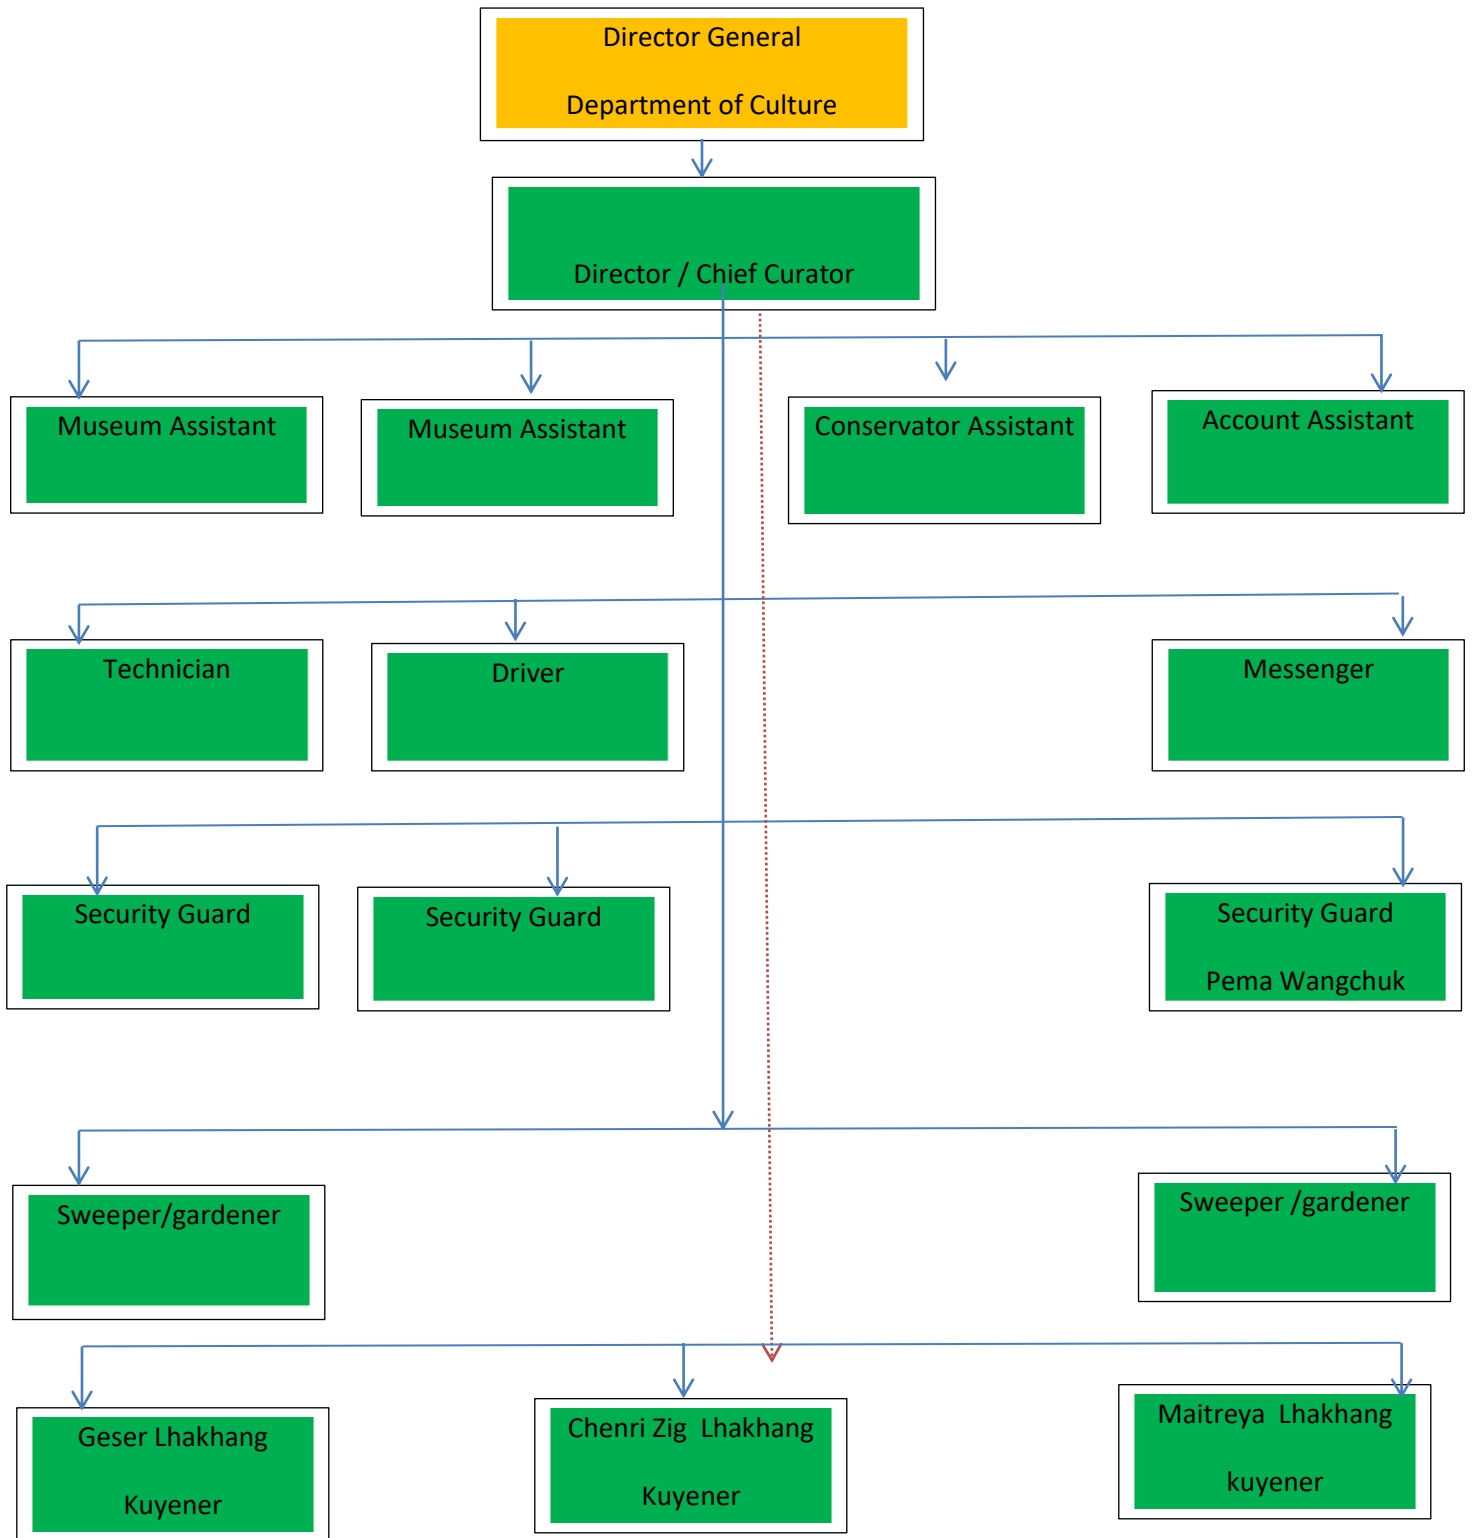 Director General
Department of Culture
Director / Chief Curator
Museum Assistant
Museum Assistant
Conservator Assistant
Account Assistant
Technician
Driver
Messenger
Security Guard
Security Guard
Security Guard
Pema Wangchuk
Sweeper/gardener
Sweeper /gardener
Geser Lhakhang
Kuyener
Chenri Zig  Lhakhang
Kuyener
Maitreya  Lhakhang
kuyener